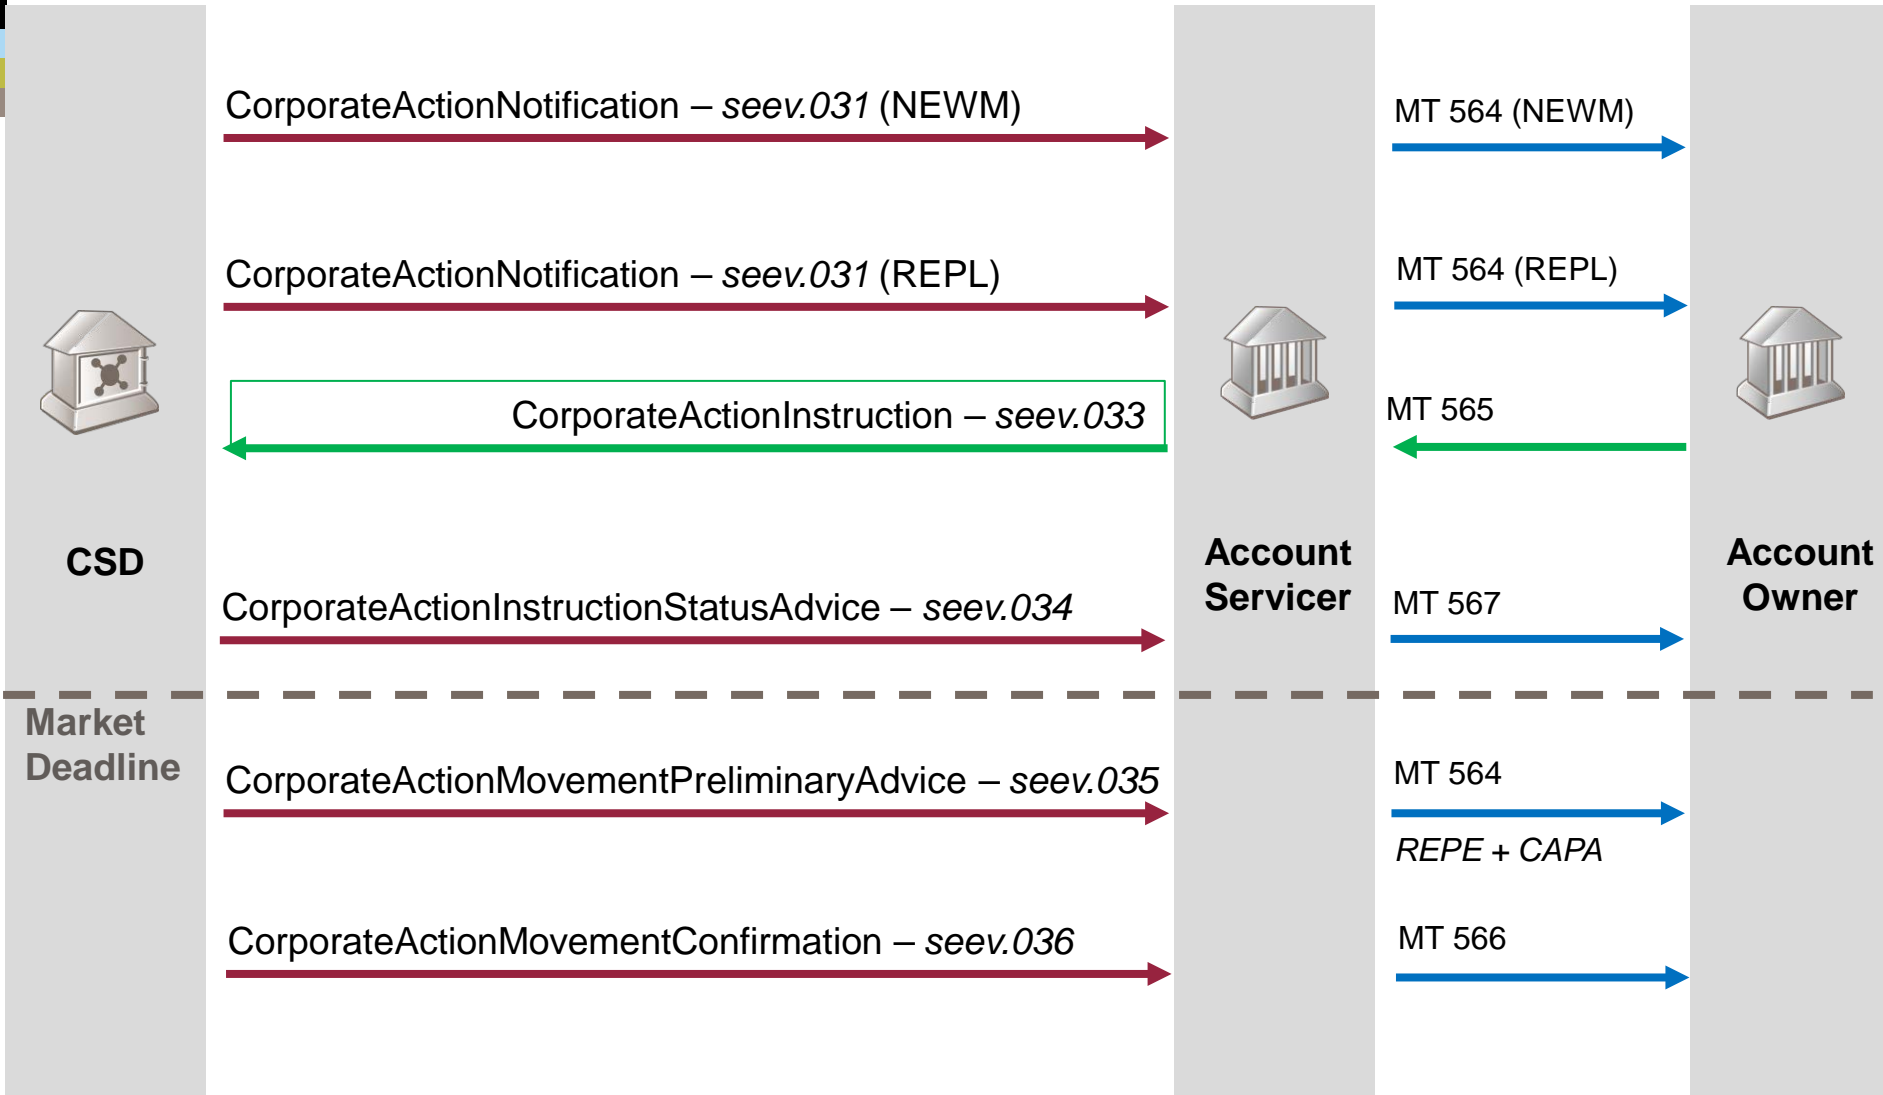 CorporateActionNotification – seev.031 (NEWM)
MT 564 (NEWM)
CorporateActionNotification – seev.031 (REPL)
MT 564 (REPL)
CorporateActionInstruction – seev.033
MT 565
CSD
Account
Servicer
Account
Owner
CorporateActionInstructionStatusAdvice – seev.034
MT 567
Market
Deadline
CorporateActionMovementPreliminaryAdvice – seev.035
MT 564
REPE + CAPA
CorporateActionMovementConfirmation – seev.036
MT 566